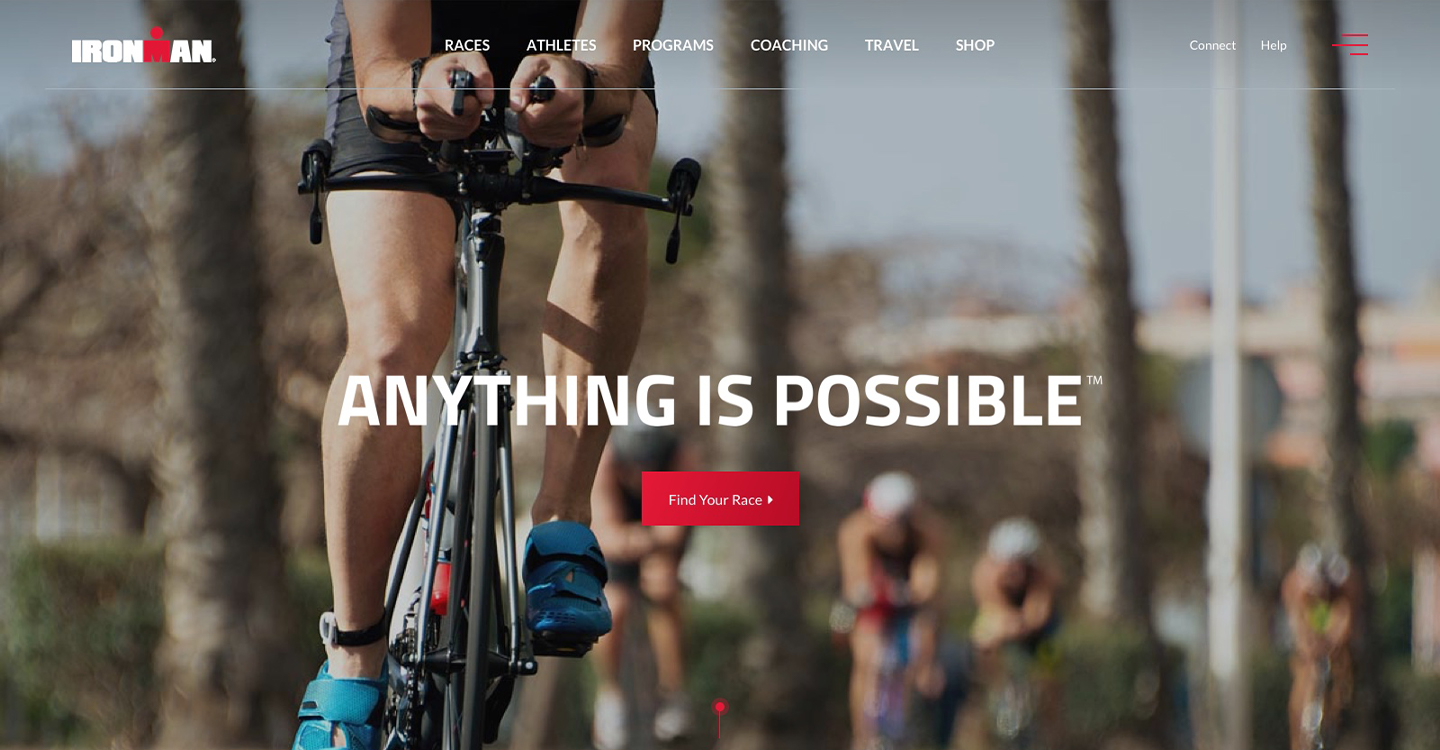 IRONMAN®
RACES ATHLETES PROGRAMS COACHING TRAVEL SHOP
Connect Help
ANYTHING IS POSSIBLE™
Find Your Race